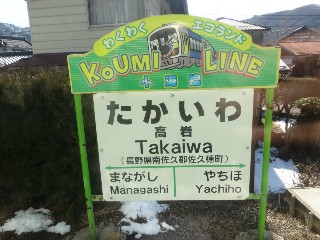 わくわく エコランド
KOUMI LINE
小海線
たかいわ
高岩
Takaiwa
(長野県南佐久郡佐久穂町)
まながし やちほ
Managashi Yachiho